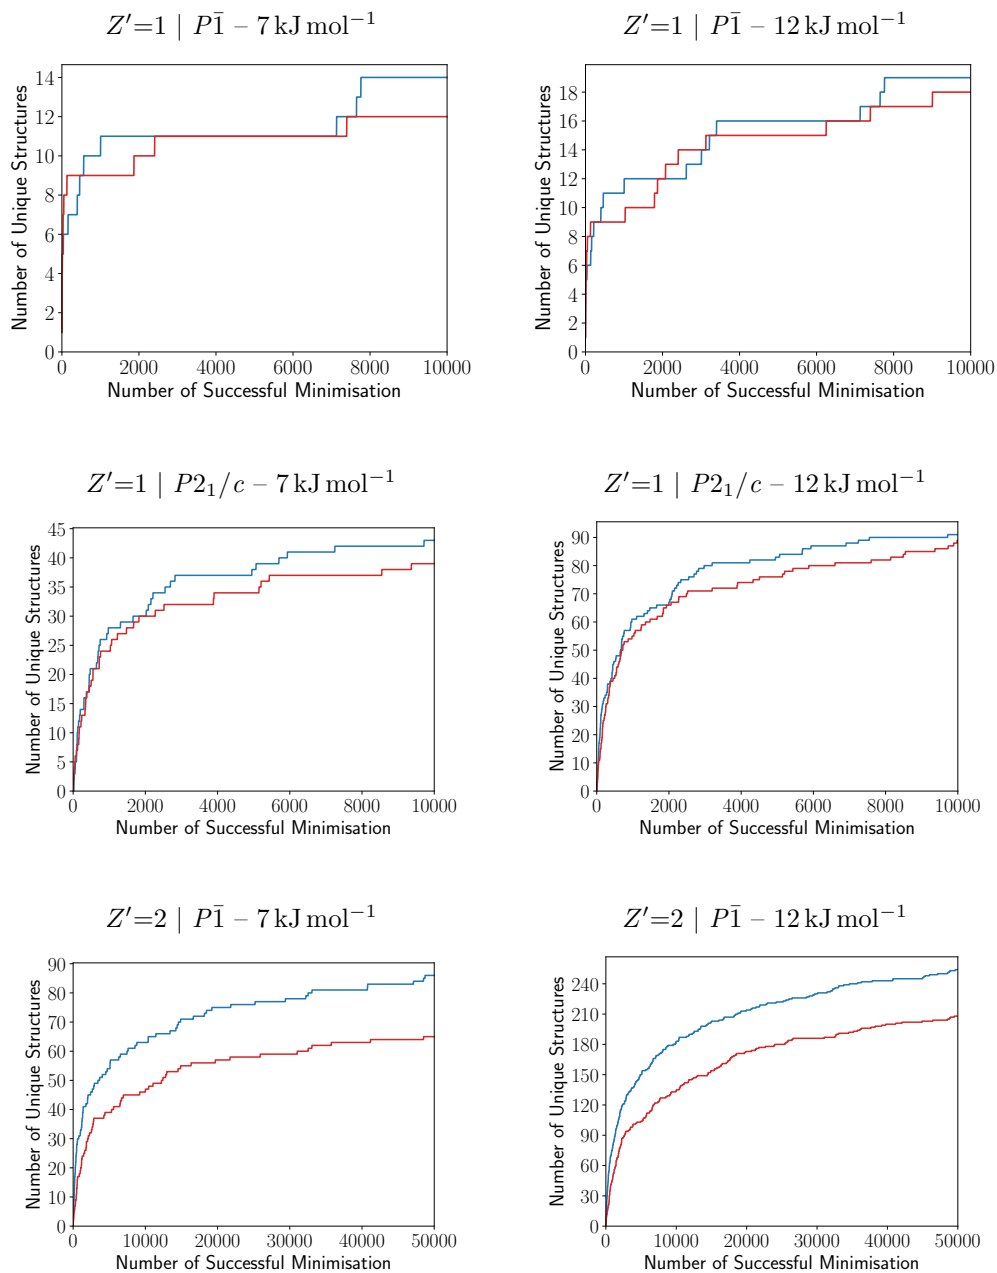 Z′=1 | P1̄ – 7 kJ mol⁻¹
Number of Unique Structures
14
12
10
8
6
4
2
0
0 2000 4000 6000 8000 10000
Number of Successful Minimisation
Z′=1 | P1̄ – 12 kJ mol⁻¹
Number of Unique Structures
18
16
14
12
10
8
6
4
2
0
0 2000 4000 6000 8000 10000
Number of Successful Minimisation
Z′=1 | P2₁/c – 7 kJ mol⁻¹
Number of Unique Structures
45
40
35
30
25
20
15
10
5
0
0 2000 4000 6000 8000 10000
Number of Successful Minimisation
Z′=1 | P2₁/c – 12 kJ mol⁻¹
Number of Unique Structures
90
80
70
60
50
40
30
20
10
0
0 2000 4000 6000 8000 10000
Number of Successful Minimisation
Z′=2 | P1̄ – 7 kJ mol⁻¹
Number of Unique Structures
90
80
70
60
50
40
30
20
10
0
0 10000 20000 30000 40000 50000
Number of Successful Minimisation
Z′=2 | P1̄ – 12 kJ mol⁻¹
Number of Unique Structures
240
210
180
150
120
90
60
30
0
0 10000 20000 30000 40000 50000
Number of Successful Minimisation